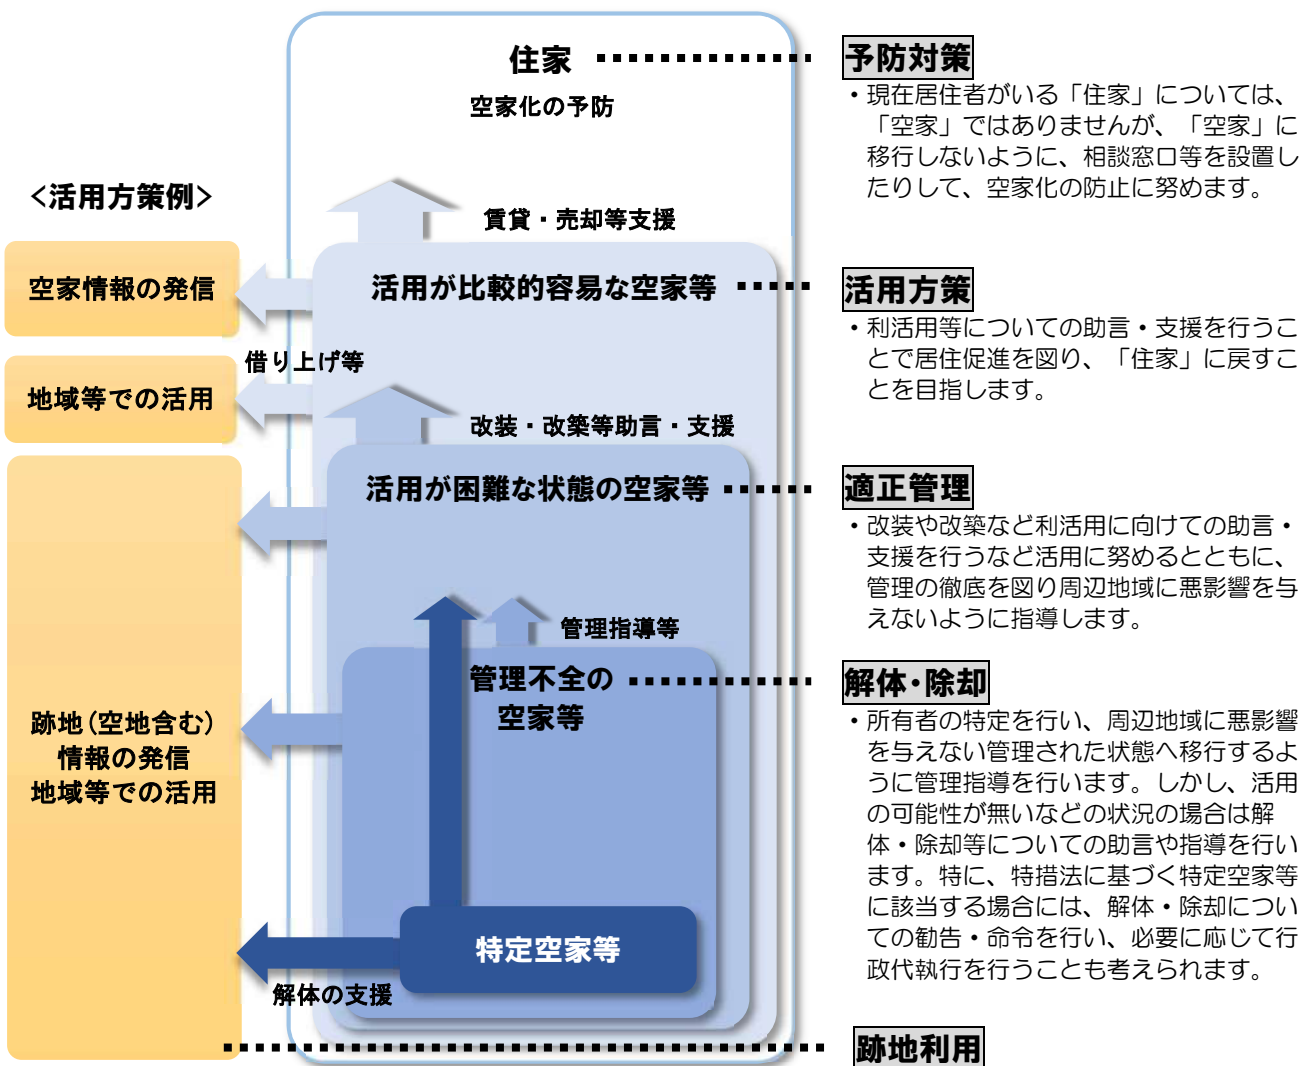 住家
空家化の予防
<活用方策例>
賃貸・売却等支援
空家情報の発信
活用が比較的容易な空家等
借り上げ等
地域等での活用
改装・改築等助言・支援
活用が困難な状態の空家等
管理指導等
管理不全の
空家等
跡地(空地含む)
情報の発信
地域等での活用
特定空家等
解体の支援
予防対策
・現在居住者がいる「住家」については、
「空家」ではありませんが、「空家」に
移行しないように、相談窓口等を設置し
たりして、空家化の防止に努めます。
活用方策
・利活用等についての助言・支援を行うこ
とで居住促進を図り、「住家」に戻すこ
とを目指します。
適正管理
・改装や改築など利活用に向けての助言・
支援を行うなど活用に努めるとともに、
管理の徹底を図り周辺地域に悪影響を与
えないように指導します。
解体・除却
・所有者の特定を行い、周辺地域に悪影響
を与えない管理された状態へ移行するよ
うに管理指導を行います。しかし、活用
の可能性が無いなどの状況の場合は解
体・除却等についての助言や指導を行い
ます。特に、特措法に基づく特定空家等
に該当する場合には、解体・除却につい
ての勧告・命令を行い、必要に応じて行
政代執行を行うことも考えられます。
跡地利用